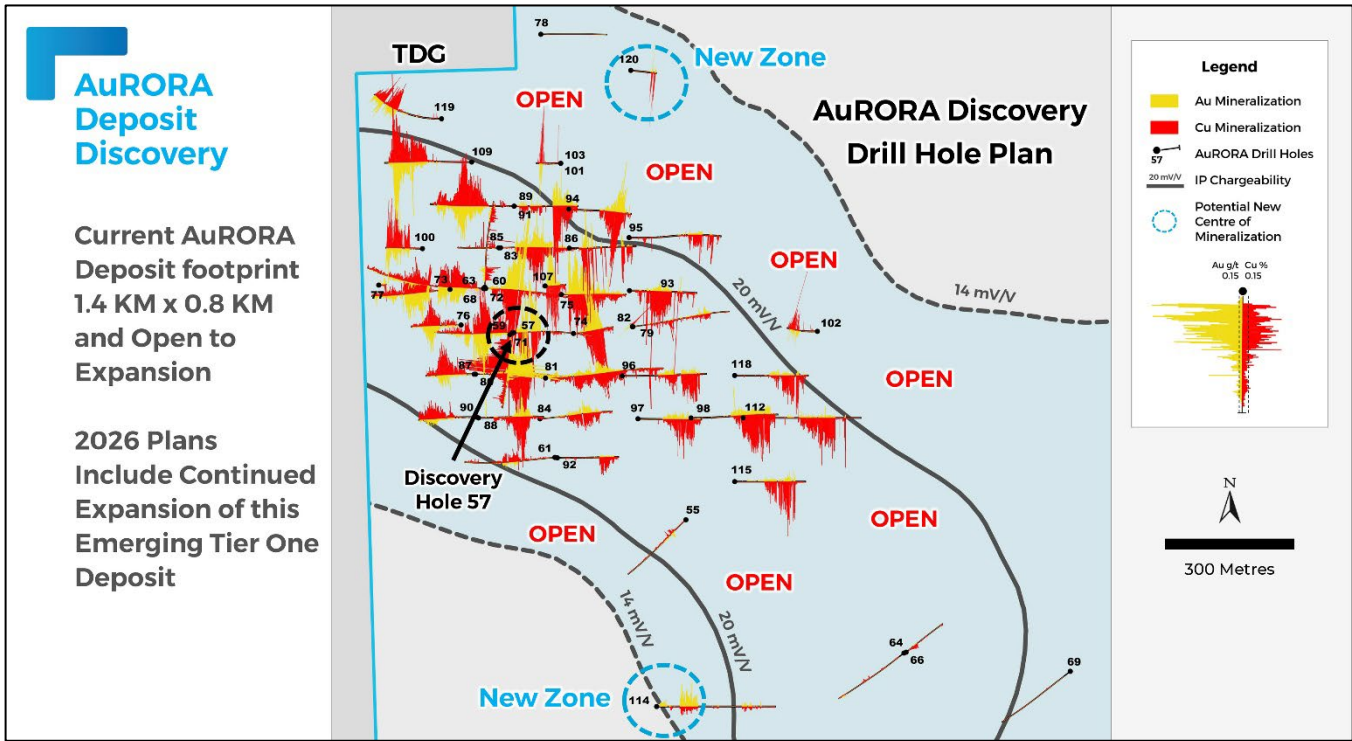 AuRORA
Deposit
Discovery
Current AuRORA
Deposit footprint
1.4 KM x 0.8 KM
and Open to
Expansion
2026 Plans
Include Continued
Expansion of this
Emerging Tier One
Deposit
TDG
78
120
New Zone
AuRORA Discovery
Drill Hole Plan
OPEN
119
109
103
101
OPEN
89
91
94
95
100
85
83
86
77
73
63
68
60
72
107
75
93
76
59
57
71
74
82
79
102
OPEN
20 mV/V
14 mV/V
87
80
81
96
118
OPEN
90
88
84
97
98
112
61
92
115
Discovery
Hole 57
OPEN
55
OPEN
OPEN
14 mV/V
20 mV/V
64
66
69
New Zone
114
Legend
Au Mineralization
Cu Mineralization
57
AuRORA Drill Holes
20 mV/V
IP Chargeability
Potential New
Centre of
Mineralization
Au g/t Cu %
0.15 0.15
N
300 Metres